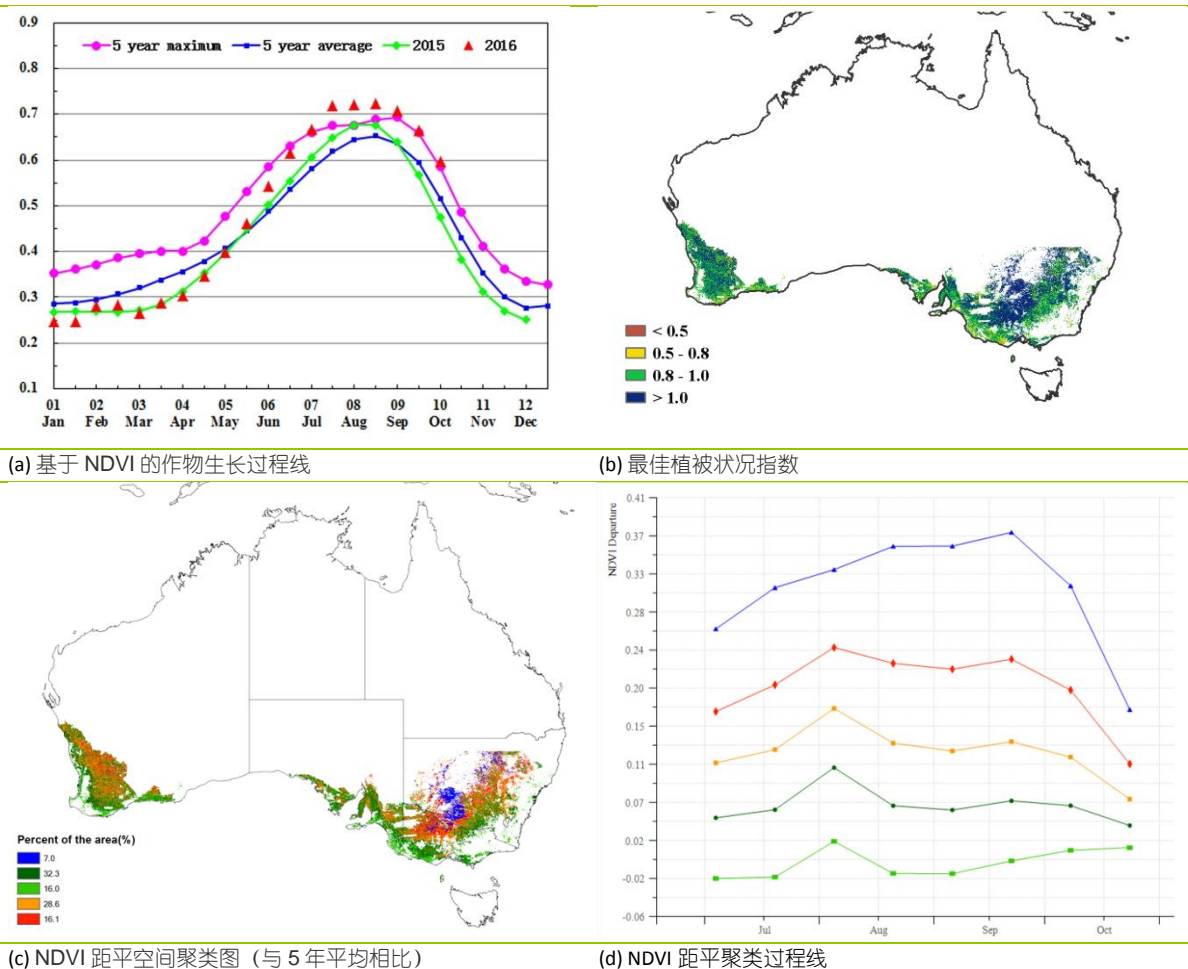 0.9
0.8
0.7
0.6
0.5
0.4
0.3
0.2
0.1
5 year maximum 5 year average 2015 2016
01 02 03 04 05 06 07 08 09 10 11 12
Jan Feb Mar Apr May Jun Jul Aug Sep Oct Nov Dec
< 0.5
0.5 - 0.8
0.8 - 1.0
> 1.0
(a) 基于 NDVI 的作物生长过程线
(b) 最佳植被状况指数
Percent of the area(%)
7.0
32.3
16.0
28.6
16.1
NDVI Departure
0.41
0.37
0.33
0.28
0.24
0.20
0.15
0.11
0.07
0.02
-0.02
-0.06
Jul Aug Sep Oct
(c) NDVI 距平空间聚类图（与 5 年平均相比）
(d) NDVI 距平聚类过程线